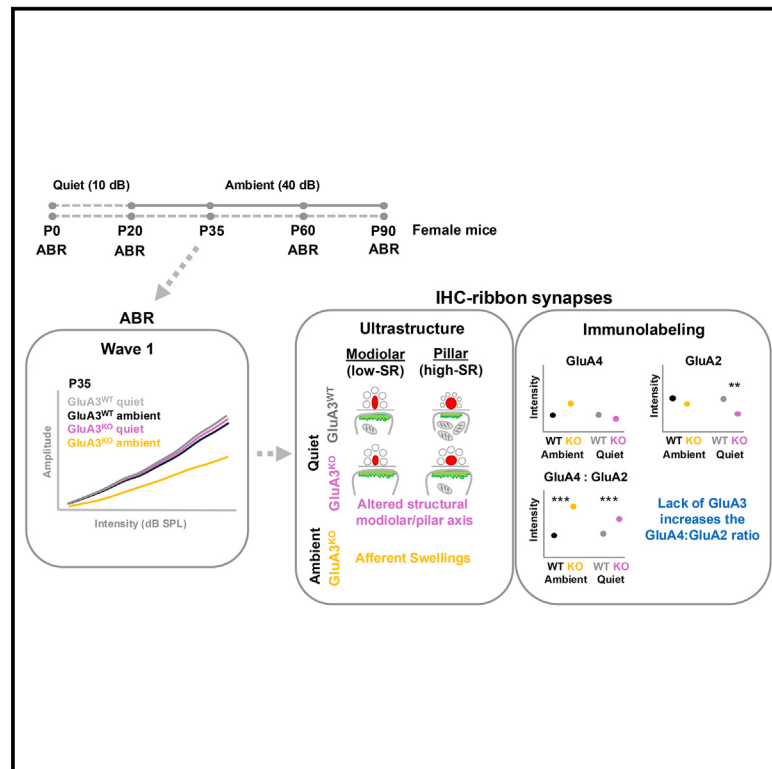 Quiet (10 dB)
Ambient (40 dB)
P0
P20
P35
P60
P90
Female mice
ABR
ABR
ABR
ABR
ABR
Wave 1
P35
GluA3WT quiet
GluA3WT ambient
GluA3KO quiet
GluA3KO ambient
Amplitude
Intensity (dB SPL)
IHC-ribbon synapses
Ultrastructure
Modiolar
(low-SR)
Pillar
(high-SR)
Quiet
GluA3WT
GluA3KO
Altered structural
modiolar/pilar axis
Ambient
GluA3KO
Afferent Swellings
Immunolabeling
GluA4
Intensity
WT KO
Ambient
WT KO
Quiet
GluA2
**
Intensity
WT KO
Ambient
WT KO
Quiet
GluA4 : GluA2
***
***
Intensity
WT KO
Ambient
WT KO
Quiet
Lack of GluA3
increases the
GluA4:GluA2 ratio